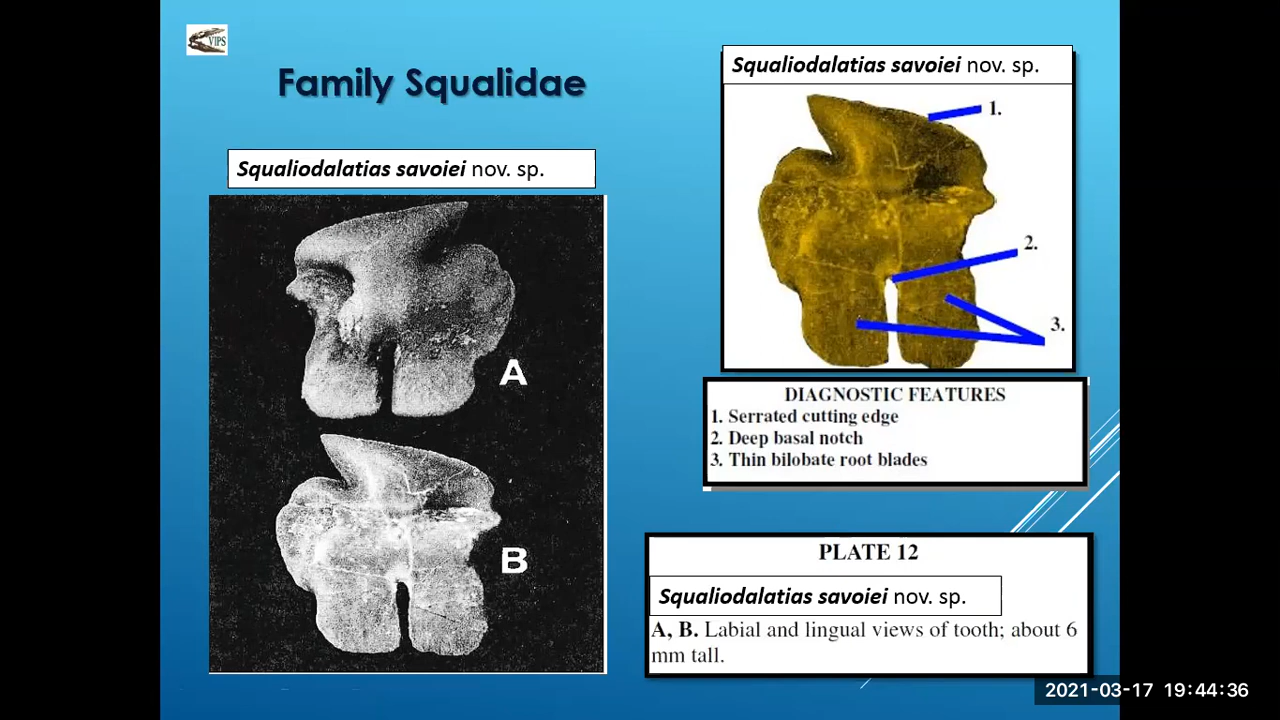 VIPS
Family Squalidae
Squaliodalatias savoiei nov. sp.
A
B
Squaliodalatias savoiei nov. sp.
1.
2.
3.
DIAGNOSTIC FEATURES
1. Serrated cutting edge
2. Deep basal notch
3. Thin bilobate root blades
PLATE 12
Squaliodalatias savoiei nov. sp.
A, B. Labial and lingual views of tooth; about 6
mm tall.
2021-03-17 19:44:36